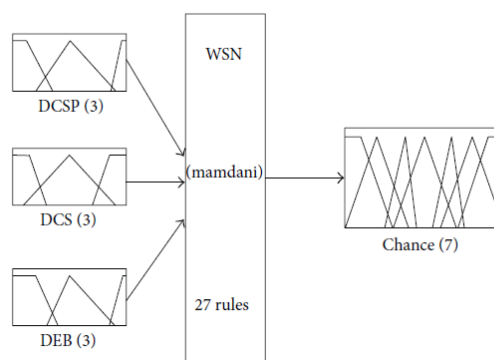 WSN
DCSP (3)
(mamdani)
DCS (3)
Chance (7)
27 rules
DEB (3)